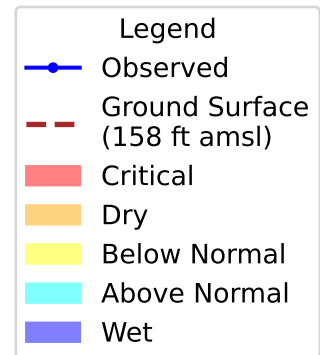 Legend
Observed
Ground Surface
(158 ft amsl)
Critical
Dry
Below Normal
Above Normal
Wet